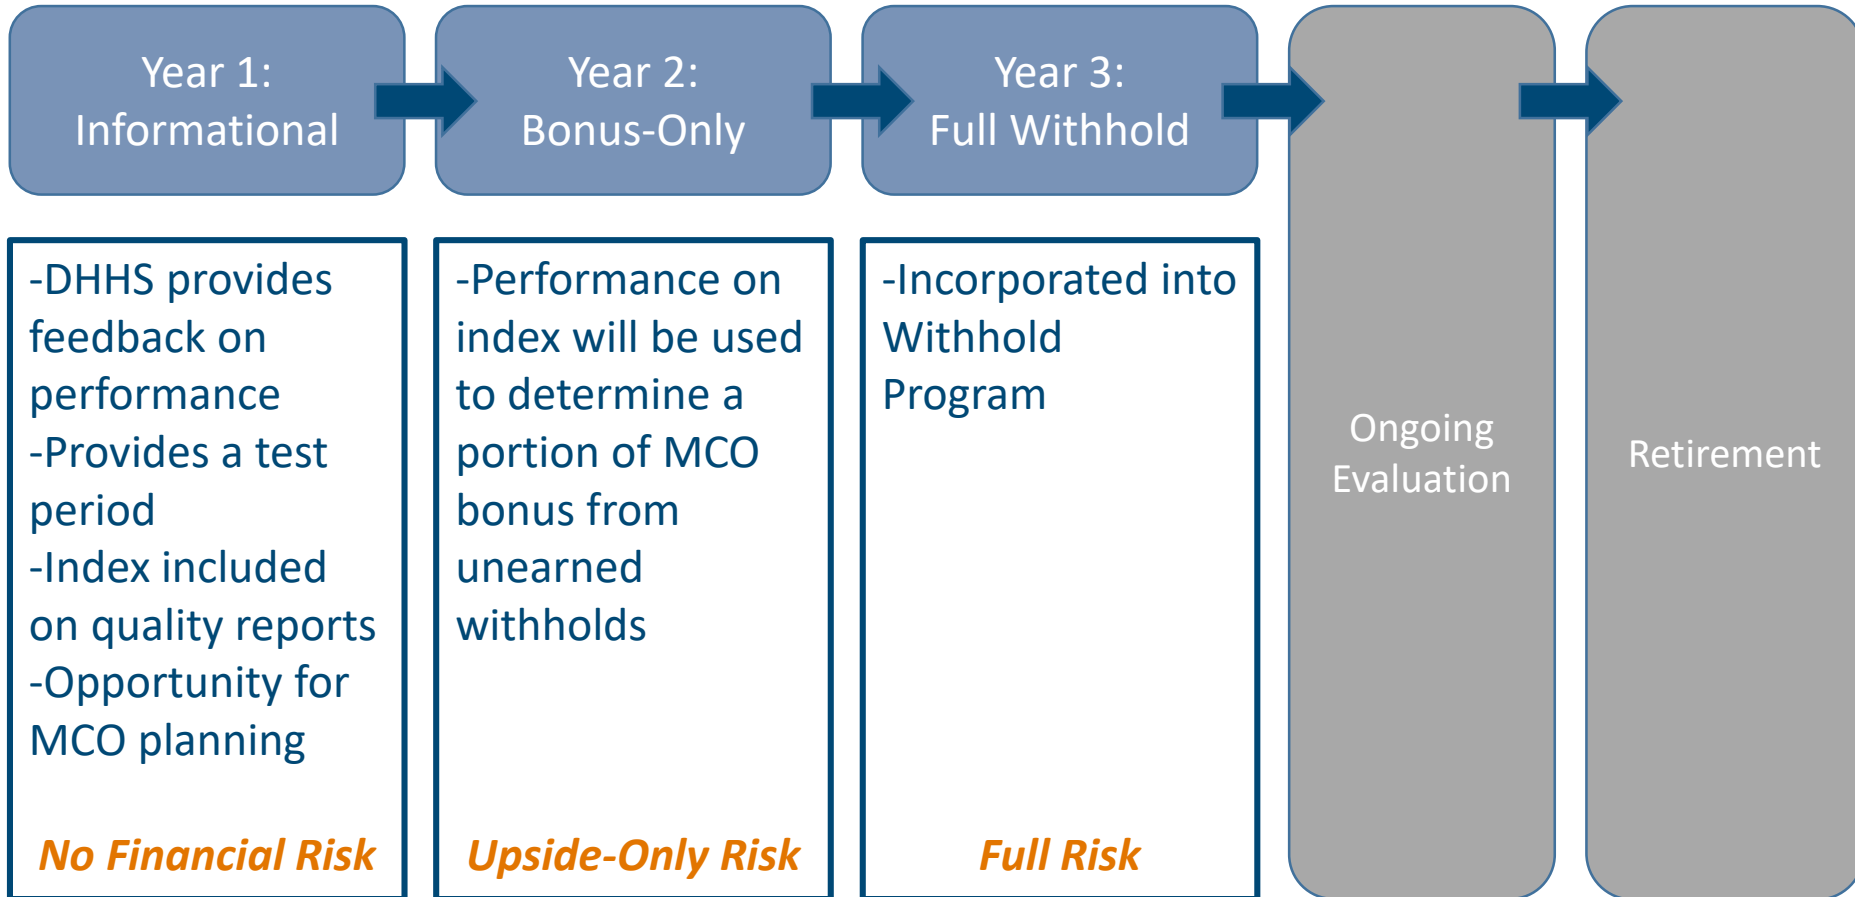 Year 1:
Informational
-DHHS provides
feedback on
performance
-Provides a test
period
-Index included
on quality reports
-Opportunity for
MCO planning
No Financial Risk
Year 2:
Bonus-Only
-Performance on
index will be used
to determine a
portion of MCO
bonus from
unearned
withholds
Upside-Only Risk
Year 3:
Full Withhold
-Incorporated into
Withhold
Program
Full Risk
Ongoing
Evaluation
Retirement